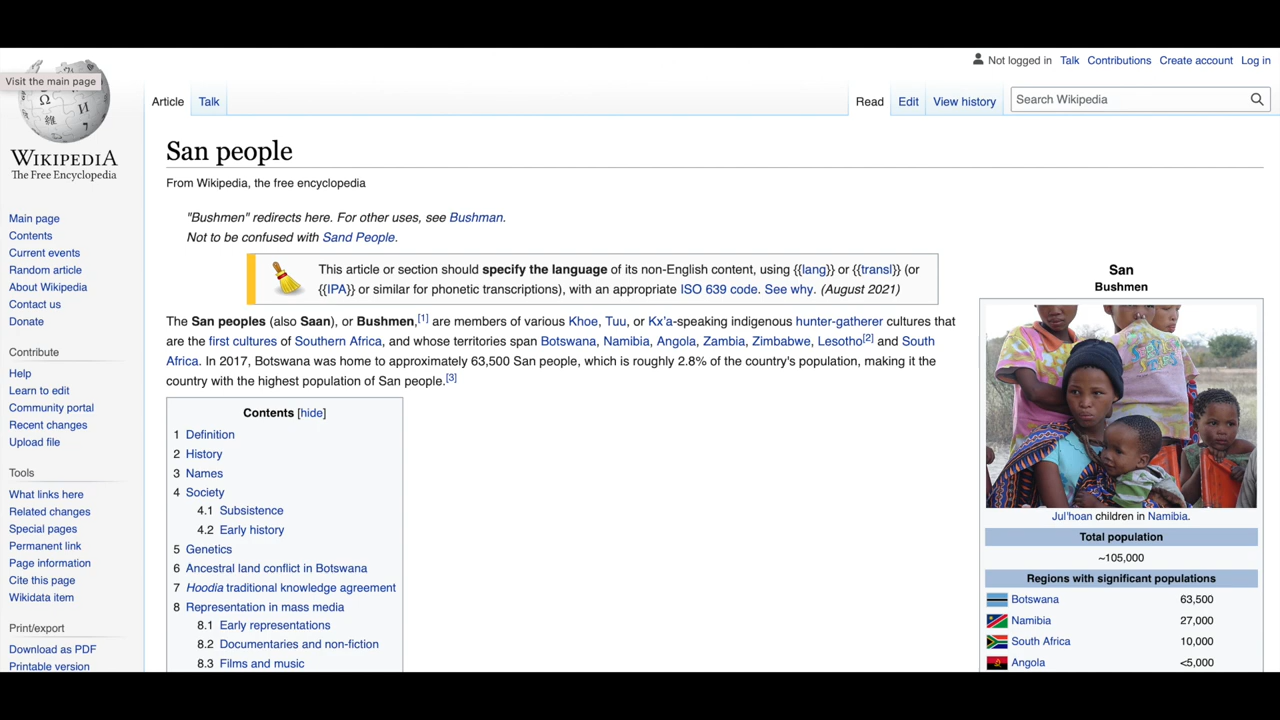 Not logged in Talk Contributions Create account Log in
Visit the main page
Article Talk Read Edit View history Search Wikipedia
WIKIPEDIA
The Free Encyclopedia
Main page
Contents
Current events
Random article
About Wikipedia
Contact us
Donate
Contribute
Help
Learn to edit
Community portal
Recent changes
Upload file
Tools
What links here
Related changes
Special pages
Permanent link
Page information
Cite this page
Wikidata item
Print/export
Download as PDF
Printable version
San people
From Wikipedia, the free encyclopedia
"Bushmen" redirects here. For other uses, see Bushman.
Not to be confused with Sand People.
This article or section should specify the language of its non-English content, using {{lang}} or {{transl}} (or
{{IPA}} or similar for phonetic transcriptions), with an appropriate ISO 639 code. See why. (August 2021)
The San peoples (also Saan), or Bushmen,[1] are members of various Khoe, Tuu, or Kxʼa-speaking indigenous hunter-gatherer cultures that
are the first cultures of Southern Africa, and whose territories span Botswana, Namibia, Angola, Zambia, Zimbabwe, Lesotho[2] and South
Africa. In 2017, Botswana was home to approximately 63,500 San people, which is roughly 2.8% of the country's population, making it the
country with the highest population of San people.[3]
Contents [hide]
1 Definition
2 History
3 Names
4 Society
4.1 Subsistence
4.2 Early history
5 Genetics
6 Ancestral land conflict in Botswana
7 Hoodia traditional knowledge agreement
8 Representation in mass media
8.1 Early representations
8.2 Documentaries and non-fiction
8.3 Films and music
San
Bushmen
Juǀʼhoan children in Namibia.
Total population
~105,000
Regions with significant populations
Botswana 63,500
Namibia 27,000
South Africa 10,000
Angola <5,000